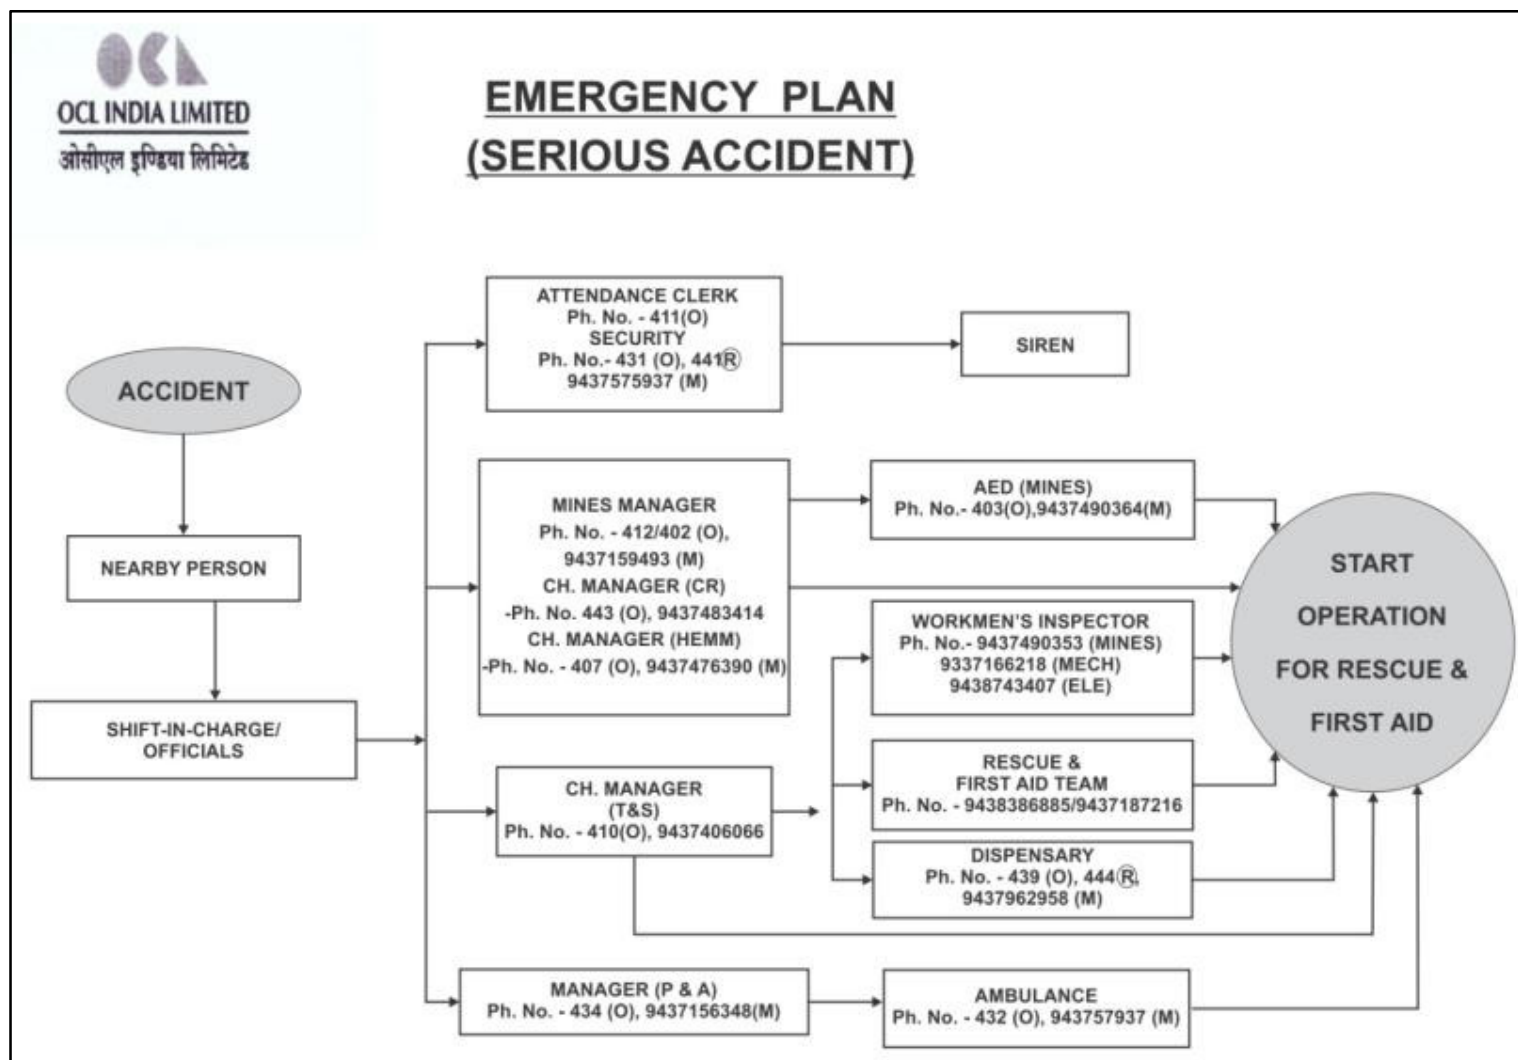 OCL INDIA LIMITED
ओसीएल इण्डिया लिमिटेड
EMERGENCY PLAN
(SERIOUS ACCIDENT)
ACCIDENT
NEARBY PERSON
SHIFT-IN-CHARGE/
OFFICIALS
ATTENDANCE CLERK
Ph. No. - 411(O)
SECURITY
Ph. No.- 431 (O), 441Ⓡ
9437575937 (M)
SIREN
MINES MANAGER
Ph. No. - 412/402 (O),
9437159493 (M)
CH. MANAGER (CR)
-Ph. No. 443 (O), 9437483414
CH. MANAGER (HEMM)
-Ph. No. - 407 (O), 9437476390 (M)
AED (MINES)
Ph. No.- 403(O),9437490364(M)
WORKMEN'S INSPECTOR
Ph. No.- 9437490353 (MINES)
9337166218 (MECH)
9438743407 (ELE)
CH. MANAGER
(T&S)
Ph. No. - 410(O), 9437406066
RESCUE &
FIRST AID TEAM
Ph. No. - 9438386885/9437187216
DISPENSARY
Ph. No. - 439 (O), 444Ⓡ,
9437962958 (M)
MANAGER (P & A)
Ph. No. - 434 (O), 9437156348(M)
AMBULANCE
Ph. No. - 432 (O), 943757937 (M)
START
OPERATION
FOR RESCUE &
FIRST AID